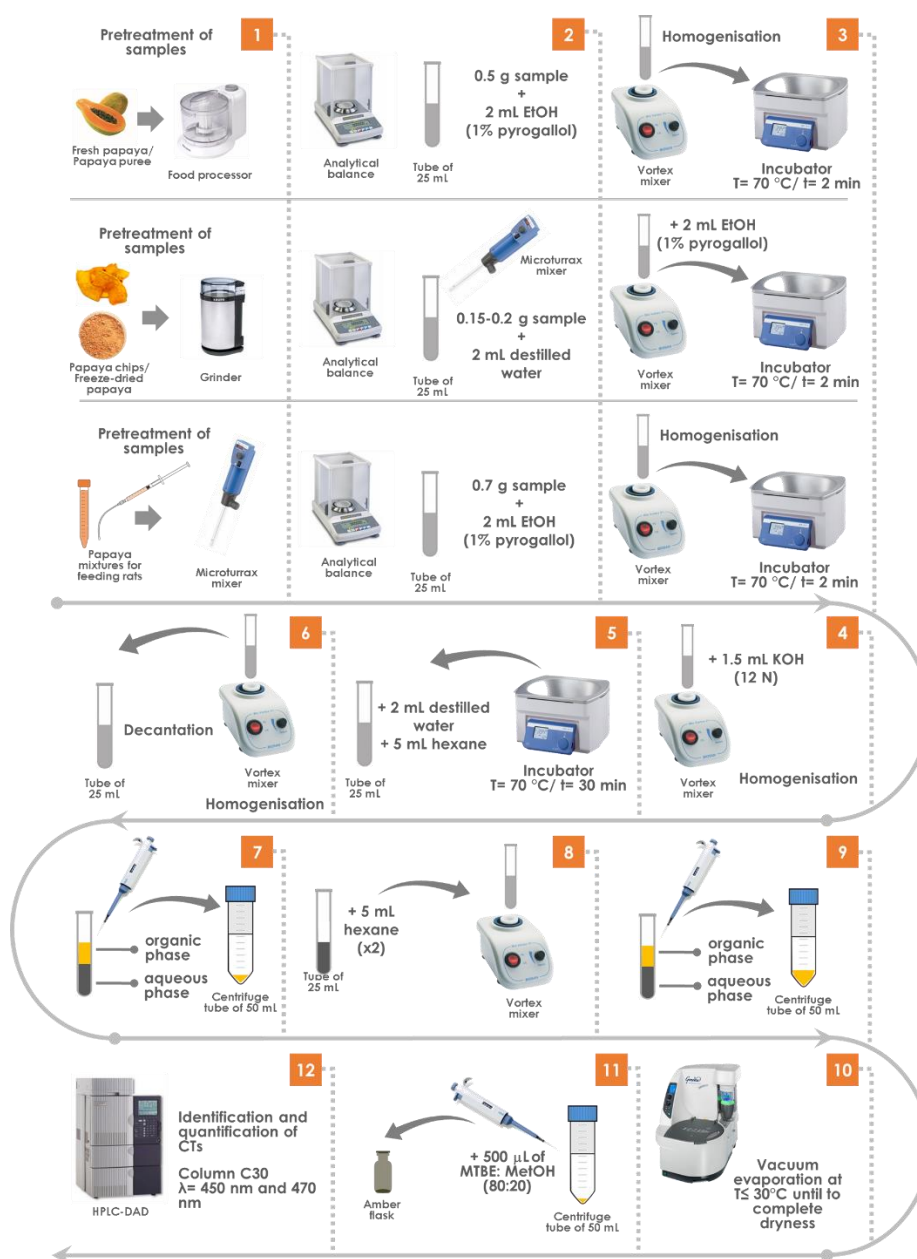 Pretreatment of
samples
1
Fresh papaya/
Papaya puree
Food processor
2
0.5 g sample
+
2 mL EtOH
(1% pyrogallol)
Analytical
balance
Tube of
25 mL
Homogenisation
3
Vortex
mixer
Incubator
T= 70 °C/ t= 2 min
Pretreatment of
samples
Papaya chips/
Freeze-dried
papaya
Grinder
Microturrax
mixer
0.15-0.2 g sample
+
2 mL destilled
water
Analytical
balance
Tube of
25 mL
+ 2 mL EtOH
(1% pyrogallol)
Vortex
mixer
Incubator
T= 70 °C/ t= 2 min
Pretreatment of
samples
Papaya
mixtures for
feeding rats
Microturrax
mixer
0.7 g sample
+
2 mL EtOH
(1% pyrogallol)
Analytical
balance
Tube of
25 mL
Homogenisation
Vortex
mixer
Incubator
T= 70 °C/ t= 2 min
4
+ 1.5 mL KOH
(12 N)
Vortex
mixer
Homogenisation
5
+ 2 mL destilled
water
+ 5 mL hexane
Tube of
25 mL
Incubator
T= 70 °C/ t= 30 min
6
Decantation
Tube of
25 mL
Vortex
mixer
Homogenisation
7
organic
phase
aqueous
phase
Centrifuge
tube of 50 mL
8
+ 5 mL
hexane
(x2)
Tube of
25 mL
Vortex
mixer
9
organic
phase
aqueous
phase
Centrifuge
tube of 50 mL
10
Vacuum
evaporation at
T≤ 30°C until to
complete
dryness
11
+ 500 µL of
MTBE: MeOH
(80:20)
Amber
flask
Centrifuge
tube of 50 mL
12
Identification and
quantification of
CTs
Column C30
λ= 450 nm and 470
nm
HPLC-DAD